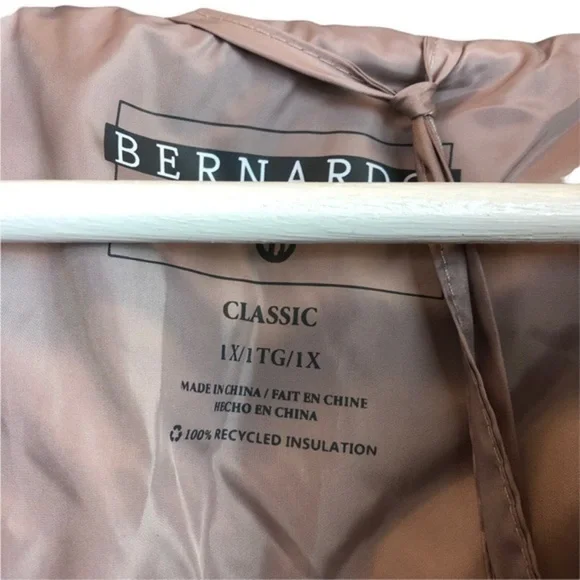 BERNARDO
CLASSIC
1X/1TG/1X
MADE IN CHINA / FAIT EN CHINE
HECHO EN CHINA
100% RECYCLED INSULATION